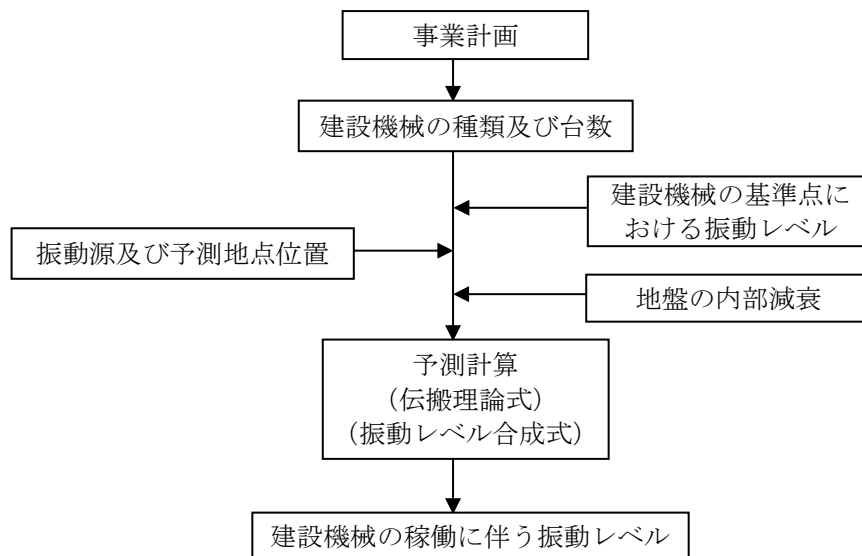 事業計画
建設機械の種類及び台数
建設機械の基準点に
おける振動レベル
振動源及び予測地点位置
地盤の内部減衰
予測計算
（伝搬理論式）
（振動レベル合成式）
建設機械の稼働に伴う振動レベル